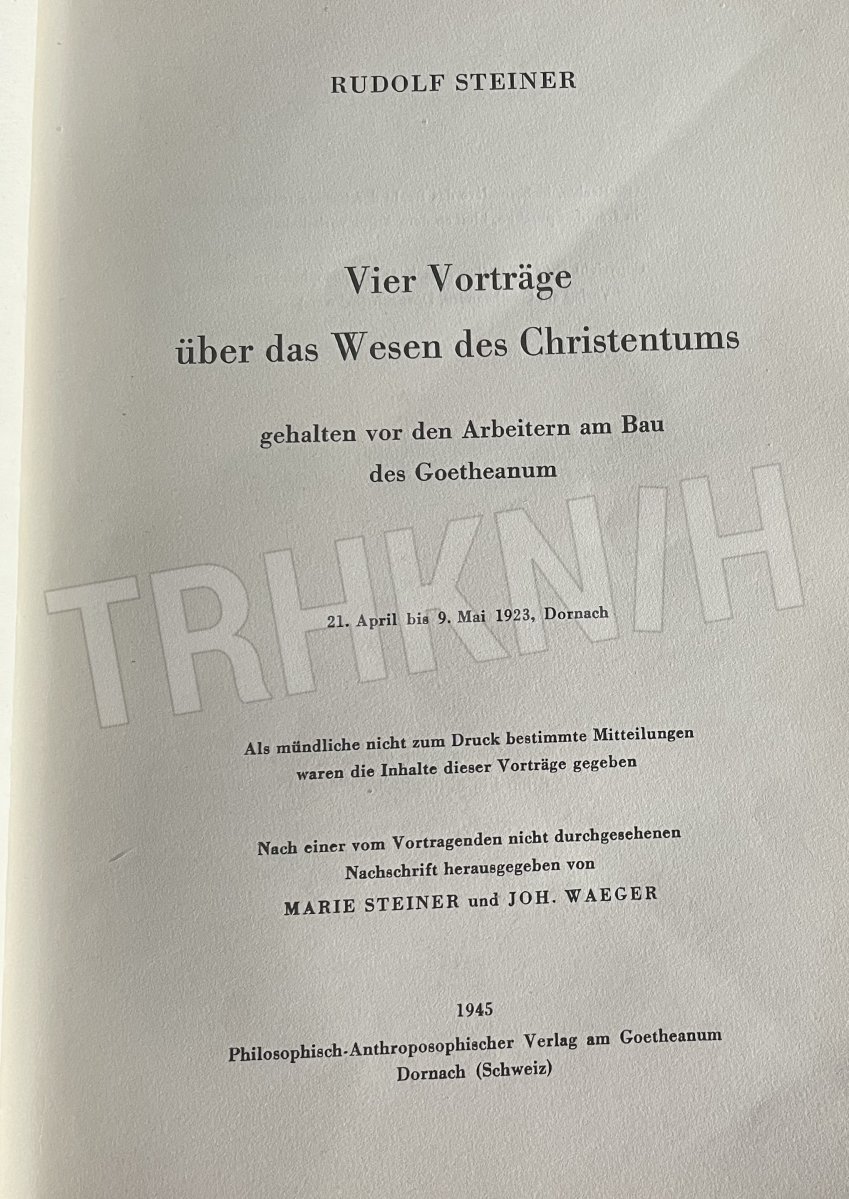 RUDOLF STEINER
Vier Vorträge
über das Wesen des Christentums
gehalten vor den Arbeitern am Bau
des Goetheanum
TRHKN/H
21. April bis 9. Mai 1923, Dornach
Als mündliche nicht zum Druck bestimmte Mitteilungen
waren die Inhalte dieser Vorträge gegeben
Nach einer vom Vortragenden nicht durchgesehenen
Nachschrift herausgegeben von
MARIE STEINER und JOH. WAEGER
1945
Philosophisch-Anthroposophischer Verlag am Goetheanum
Dornach (Schweiz)